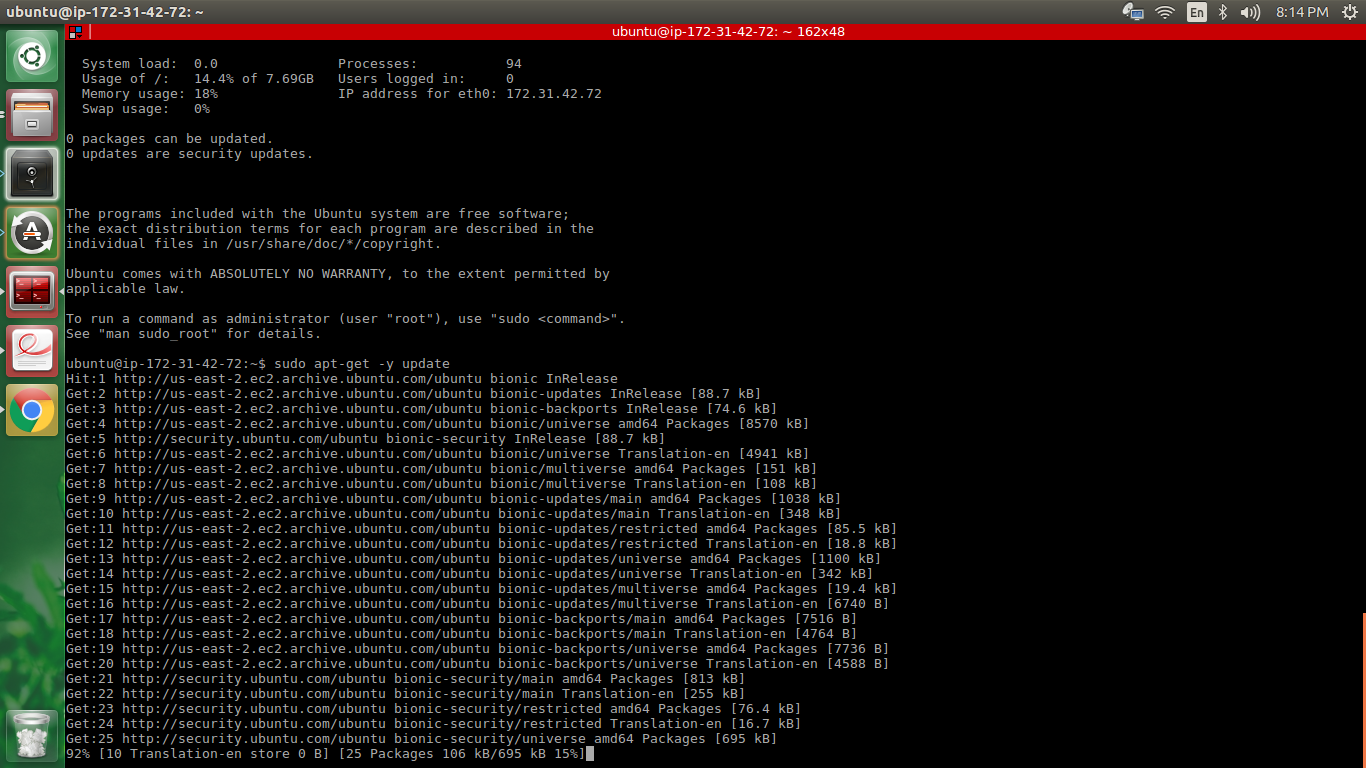 ubuntu@ip-172-31-42-72: ~
En
8:14 PM
ubuntu@ip-172-31-42-72: ~ 162x48
System load:  0.0               Processes:           94
Usage of /:   14.4% of 7.69GB   Users logged in:     0
Memory usage: 18%               IP address for eth0: 172.31.42.72
Swap usage:   0%
0 packages can be updated.
0 updates are security updates.
The programs included with the Ubuntu system are free software;
the exact distribution terms for each program are described in the
individual files in /usr/share/doc/*/copyright.
Ubuntu comes with ABSOLUTELY NO WARRANTY, to the extent permitted by
applicable law.
To run a command as administrator (user "root"), use "sudo <command>".
See "man sudo_root" for details.
ubuntu@ip-172-31-42-72:~$ sudo apt-get -y update
Hit:1 http://us-east-2.ec2.archive.ubuntu.com/ubuntu bionic InRelease
Get:2 http://us-east-2.ec2.archive.ubuntu.com/ubuntu bionic-updates InRelease [88.7 kB]
Get:3 http://us-east-2.ec2.archive.ubuntu.com/ubuntu bionic-backports InRelease [74.6 kB]
Get:4 http://us-east-2.ec2.archive.ubuntu.com/ubuntu bionic/universe amd64 Packages [8570 kB]
Get:5 http://security.ubuntu.com/ubuntu bionic-security InRelease [88.7 kB]
Get:6 http://us-east-2.ec2.archive.ubuntu.com/ubuntu bionic/universe Translation-en [4941 kB]
Get:7 http://us-east-2.ec2.archive.ubuntu.com/ubuntu bionic/multiverse amd64 Packages [151 kB]
Get:8 http://us-east-2.ec2.archive.ubuntu.com/ubuntu bionic/multiverse Translation-en [108 kB]
Get:9 http://us-east-2.ec2.archive.ubuntu.com/ubuntu bionic-updates/main amd64 Packages [1038 kB]
Get:10 http://us-east-2.ec2.archive.ubuntu.com/ubuntu bionic-updates/main Translation-en [348 kB]
Get:11 http://us-east-2.ec2.archive.ubuntu.com/ubuntu bionic-updates/restricted amd64 Packages [85.5 kB]
Get:12 http://us-east-2.ec2.archive.ubuntu.com/ubuntu bionic-updates/restricted Translation-en [18.8 kB]
Get:13 http://us-east-2.ec2.archive.ubuntu.com/ubuntu bionic-updates/universe amd64 Packages [1100 kB]
Get:14 http://us-east-2.ec2.archive.ubuntu.com/ubuntu bionic-updates/universe Translation-en [342 kB]
Get:15 http://us-east-2.ec2.archive.ubuntu.com/ubuntu bionic-updates/multiverse amd64 Packages [19.4 kB]
Get:16 http://us-east-2.ec2.archive.ubuntu.com/ubuntu bionic-updates/multiverse Translation-en [6740 B]
Get:17 http://us-east-2.ec2.archive.ubuntu.com/ubuntu bionic-backports/main amd64 Packages [7516 B]
Get:18 http://us-east-2.ec2.archive.ubuntu.com/ubuntu bionic-backports/main Translation-en [4764 B]
Get:19 http://us-east-2.ec2.archive.ubuntu.com/ubuntu bionic-backports/universe amd64 Packages [7736 B]
Get:20 http://us-east-2.ec2.archive.ubuntu.com/ubuntu bionic-backports/universe Translation-en [4588 B]
Get:21 http://security.ubuntu.com/ubuntu bionic-security/main amd64 Packages [813 kB]
Get:22 http://security.ubuntu.com/ubuntu bionic-security/main Translation-en [255 kB]
Get:23 http://security.ubuntu.com/ubuntu bionic-security/restricted amd64 Packages [76.4 kB]
Get:24 http://security.ubuntu.com/ubuntu bionic-security/restricted Translation-en [16.7 kB]
Get:25 http://security.ubuntu.com/ubuntu bionic-security/universe amd64 Packages [695 kB]
92% [10 Translation-en store 0 B] [25 Packages 106 kB/695 kB 15%]